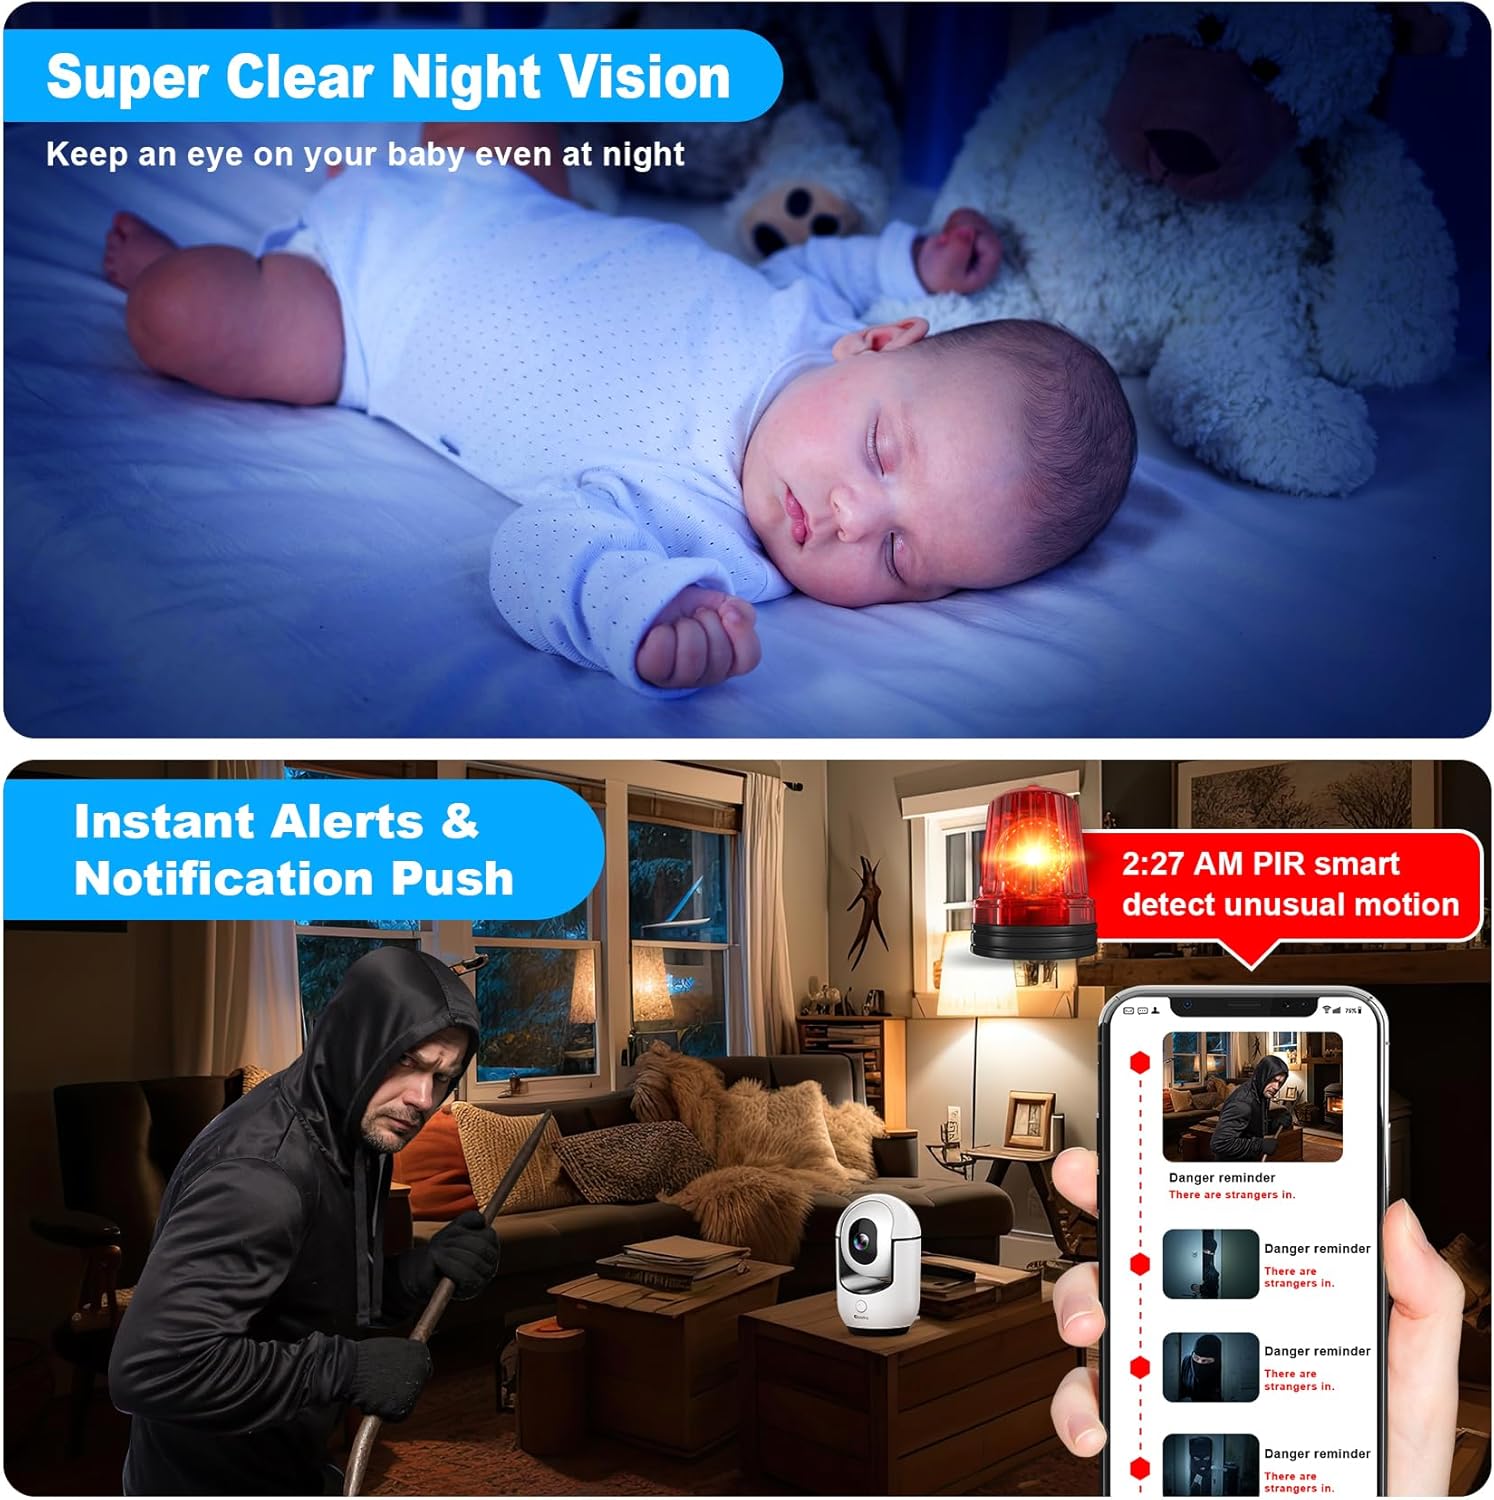 Super Clear Night Vision
Keep an eye on your baby even at night
Instant Alerts &
Notification Push
2:27 AM PIR smart
detect unusual motion
75%
Danger reminder
There are strangers in.
Danger reminder
There are
strangers in.
Danger reminder
There are
strangers in.
Danger reminder
There are
strangers in.